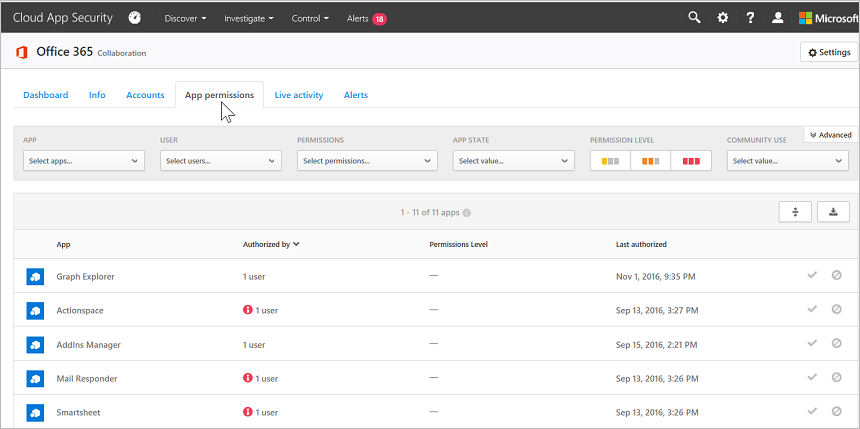 Cloud App Security Discover Investigate Control Alerts 18 ? Microsoft
Office 365 Collaboration Settings
Dashboard Info Accounts App permissions Live activity Alerts
Advanced
APP USER PERMISSIONS APP STATE PERMISSION LEVEL COMMUNITY USE
Select apps... Select users... Select permissions... Select value... Select value...
1 - 11 of 11 apps i
App Authorized by Permissions Level Last authorized
Graph Explorer 1 user — Nov 1, 2016, 9:35 PM
Actionspace 1 user — Sep 13, 2016, 3:27 PM
AddIns Manager 1 user — Sep 15, 2016, 2:21 PM
Mail Responder 1 user — Sep 13, 2016, 3:26 PM
Smartsheet 1 user — Sep 13, 2016, 3:26 PM